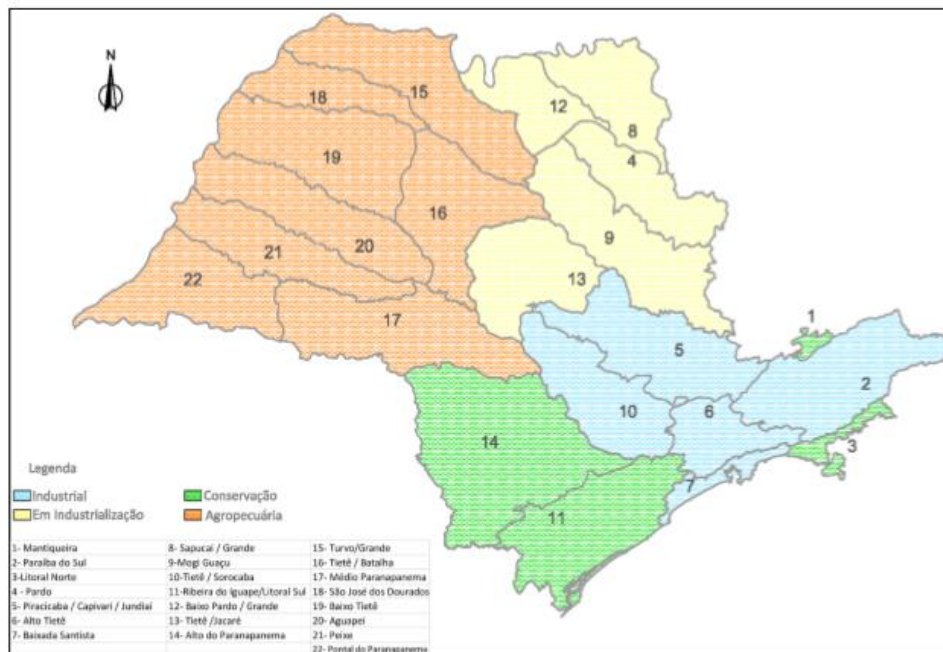 N
15
18
12
8
19
4
16
9
20
21
13
22
17
1
5
2
10
6
14
3
7
11
Legenda
Industrial Conservação
Em Industrialização Agropecuária
1- Mantiqueira 8- Sapucaí / Grande 15- Turvo/Grande
2- Paraíba do Sul 9-Mogi Guaçu 16- Tietê / Batalha
3-Litoral Norte 10-Tietê / Sorocaba 17- Médio Paranapanema
4 - Pardo 11-Ribeira do Iguape/Litoral Sul 18- São José dos Dourados
5- Piracicaba / Capivari / Jundiaí 12- Baixo Pardo / Grande 19- Baixo Tietê
6- Alto Tietê 13- Tietê /Jacaré 20- Aguapeí
7- Baixada Santista 14- Alto do Paranapanema 21- Peixe
22- Pontal do Paranapanema